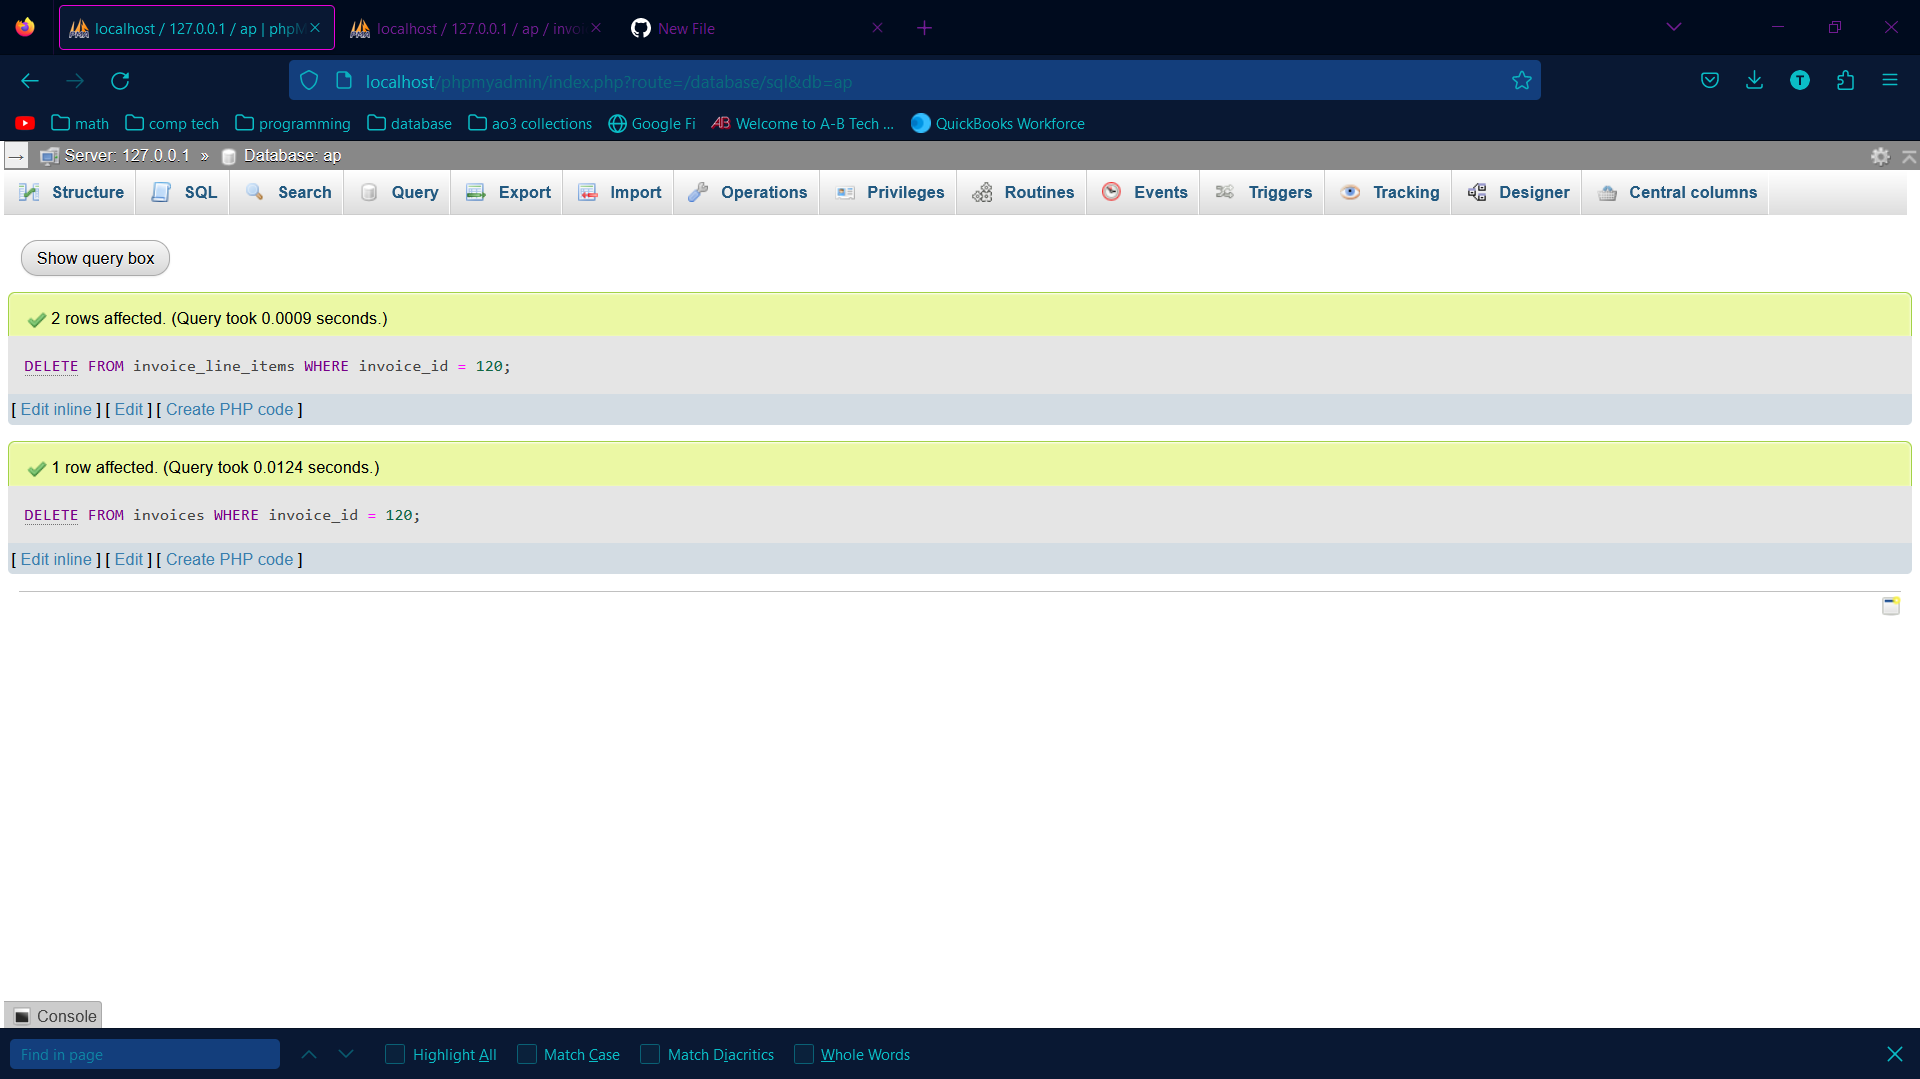 localhost / 127.0.0.1 / ap | phpM
localhost / 127.0.0.1 / ap / invoi
New File
localhost/phpmyadmin/index.php?route=/database/sql&db=ap
T
math
comp tech
programming
database
ao3 collections
Google Fi
AB Welcome to A-B Tech ...
QuickBooks Workforce
Server: 127.0.0.1 » Database: ap
Structure
SQL
Search
Query
Export
Import
Operations
Privileges
Routines
Events
Triggers
Tracking
Designer
Central columns
Show query box
2 rows affected. (Query took 0.0009 seconds.)
DELETE FROM invoice_line_items WHERE invoice_id = 120;
[ Edit inline ] [ Edit ] [ Create PHP code ]
1 row affected. (Query took 0.0124 seconds.)
DELETE FROM invoices WHERE invoice_id = 120;
[ Edit inline ] [ Edit ] [ Create PHP code ]
Console
Find in page
Highlight All
Match Case
Match Diacritics
Whole Words